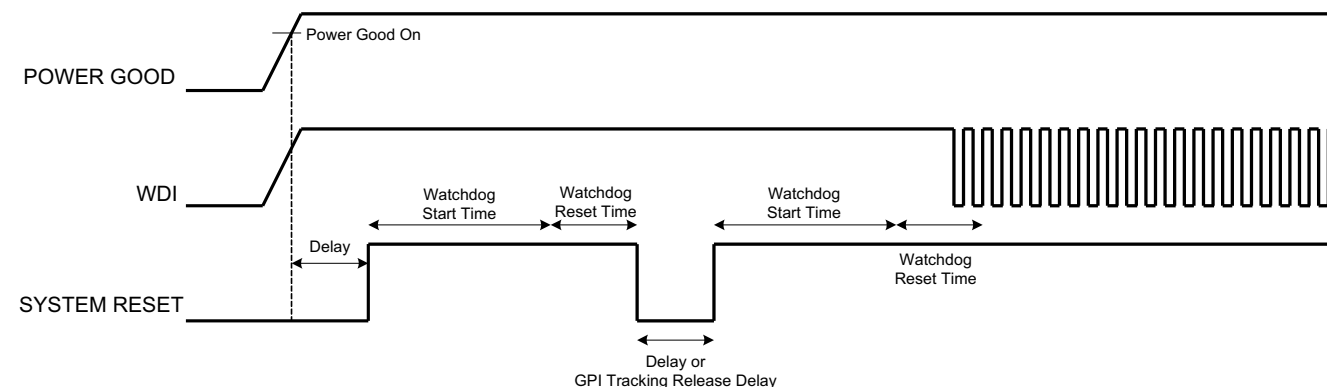 Power Good On
POWER GOOD
WDI
Watchdog
Start Time
Watchdog
Reset Time
Watchdog
Start Time
Delay
Watchdog
Reset Time
SYSTEM RESET
Delay or
GPI Tracking Release Delay